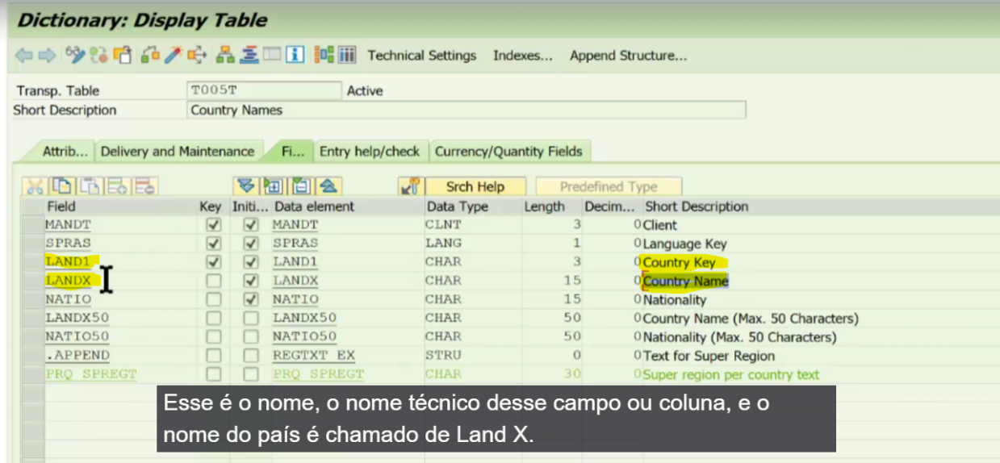 Dictionary: Display Table
Technical Settings Indexes... Append Structure...
Transp. Table T005T Active
Short Description Country Names
Attrib... Delivery and Maintenance Fi... Entry help/check Currency/Quantity Fields
Srch Help Predefined Type
Field Key Initi... Data element Data Type Length Decim... Short Description
MANDT MANDT CLNT 3 0 Client
SPRAS SPRAS LANG 1 0 Language Key
LAND1 LAND1 CHAR 3 0 Country Key
LANDX LANDX CHAR 15 0 Country Name
NATIO NATIO CHAR 15 0 Nationality
LANDX50 LANDX50 CHAR 50 0 Country Name (Max. 50 Characters)
NATIO50 NATIO50 CHAR 50 0 Nationality (Max. 50 Characters)
.APPEND REGTXT_EX STRU 0 0 Text for Super Region
PRQ_SPREGT PRQ_SPREGT CHAR 30 0 Super region per country text
Esse é o nome, o nome técnico desse campo ou coluna, e o
nome do país é chamado de Land X.